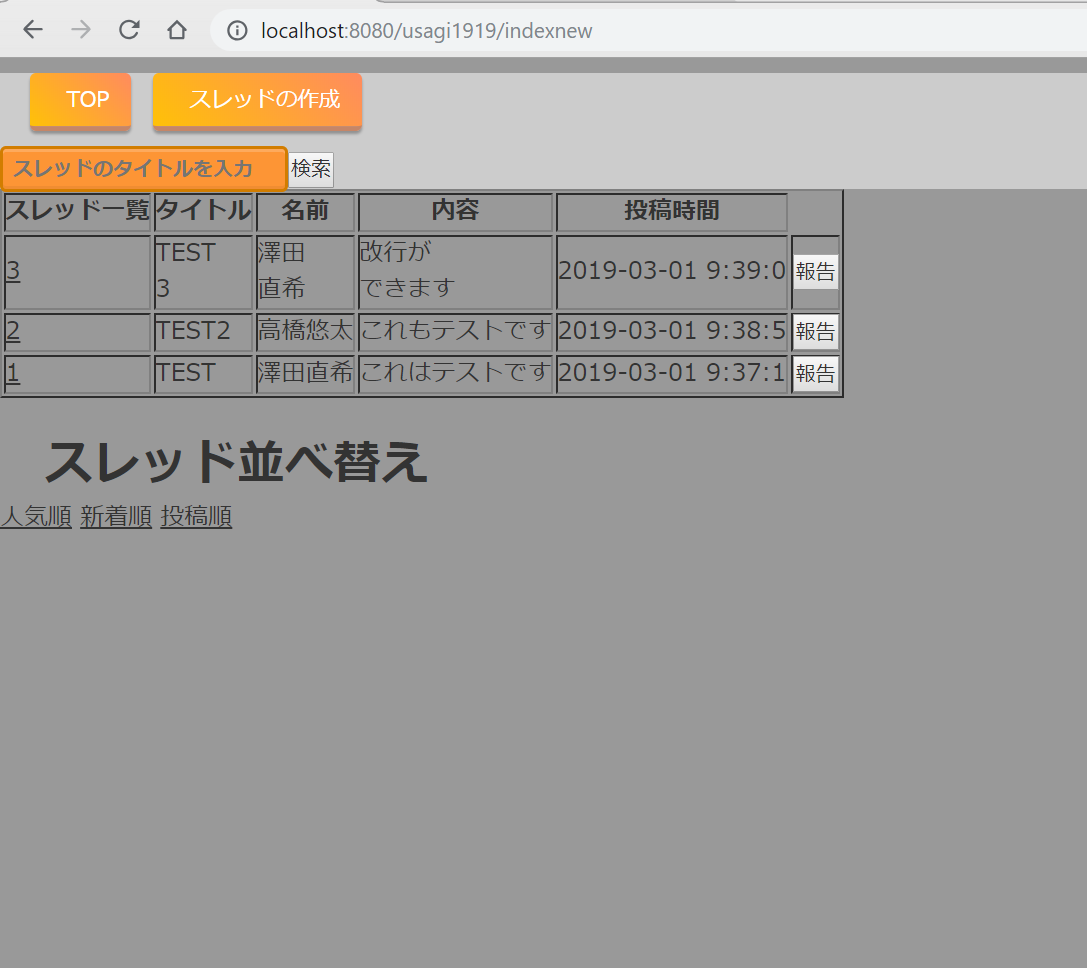 localhost:8080/usagi1919/indexnew
TOP スレッドの作成
スレッドのタイトルを入力 検索
スレッド一覧 タイトル 名前 内容 投稿時間
3 TEST 3 澤田 直希 改行が できます 2019-03-01 9:39:0 報告
2 TEST2 高橋悠太 これもテストです 2019-03-01 9:38:5 報告
1 TEST 澤田直希 これはテストです 2019-03-01 9:37:1 報告
スレッド並べ替え
人気順 新着順 投稿順